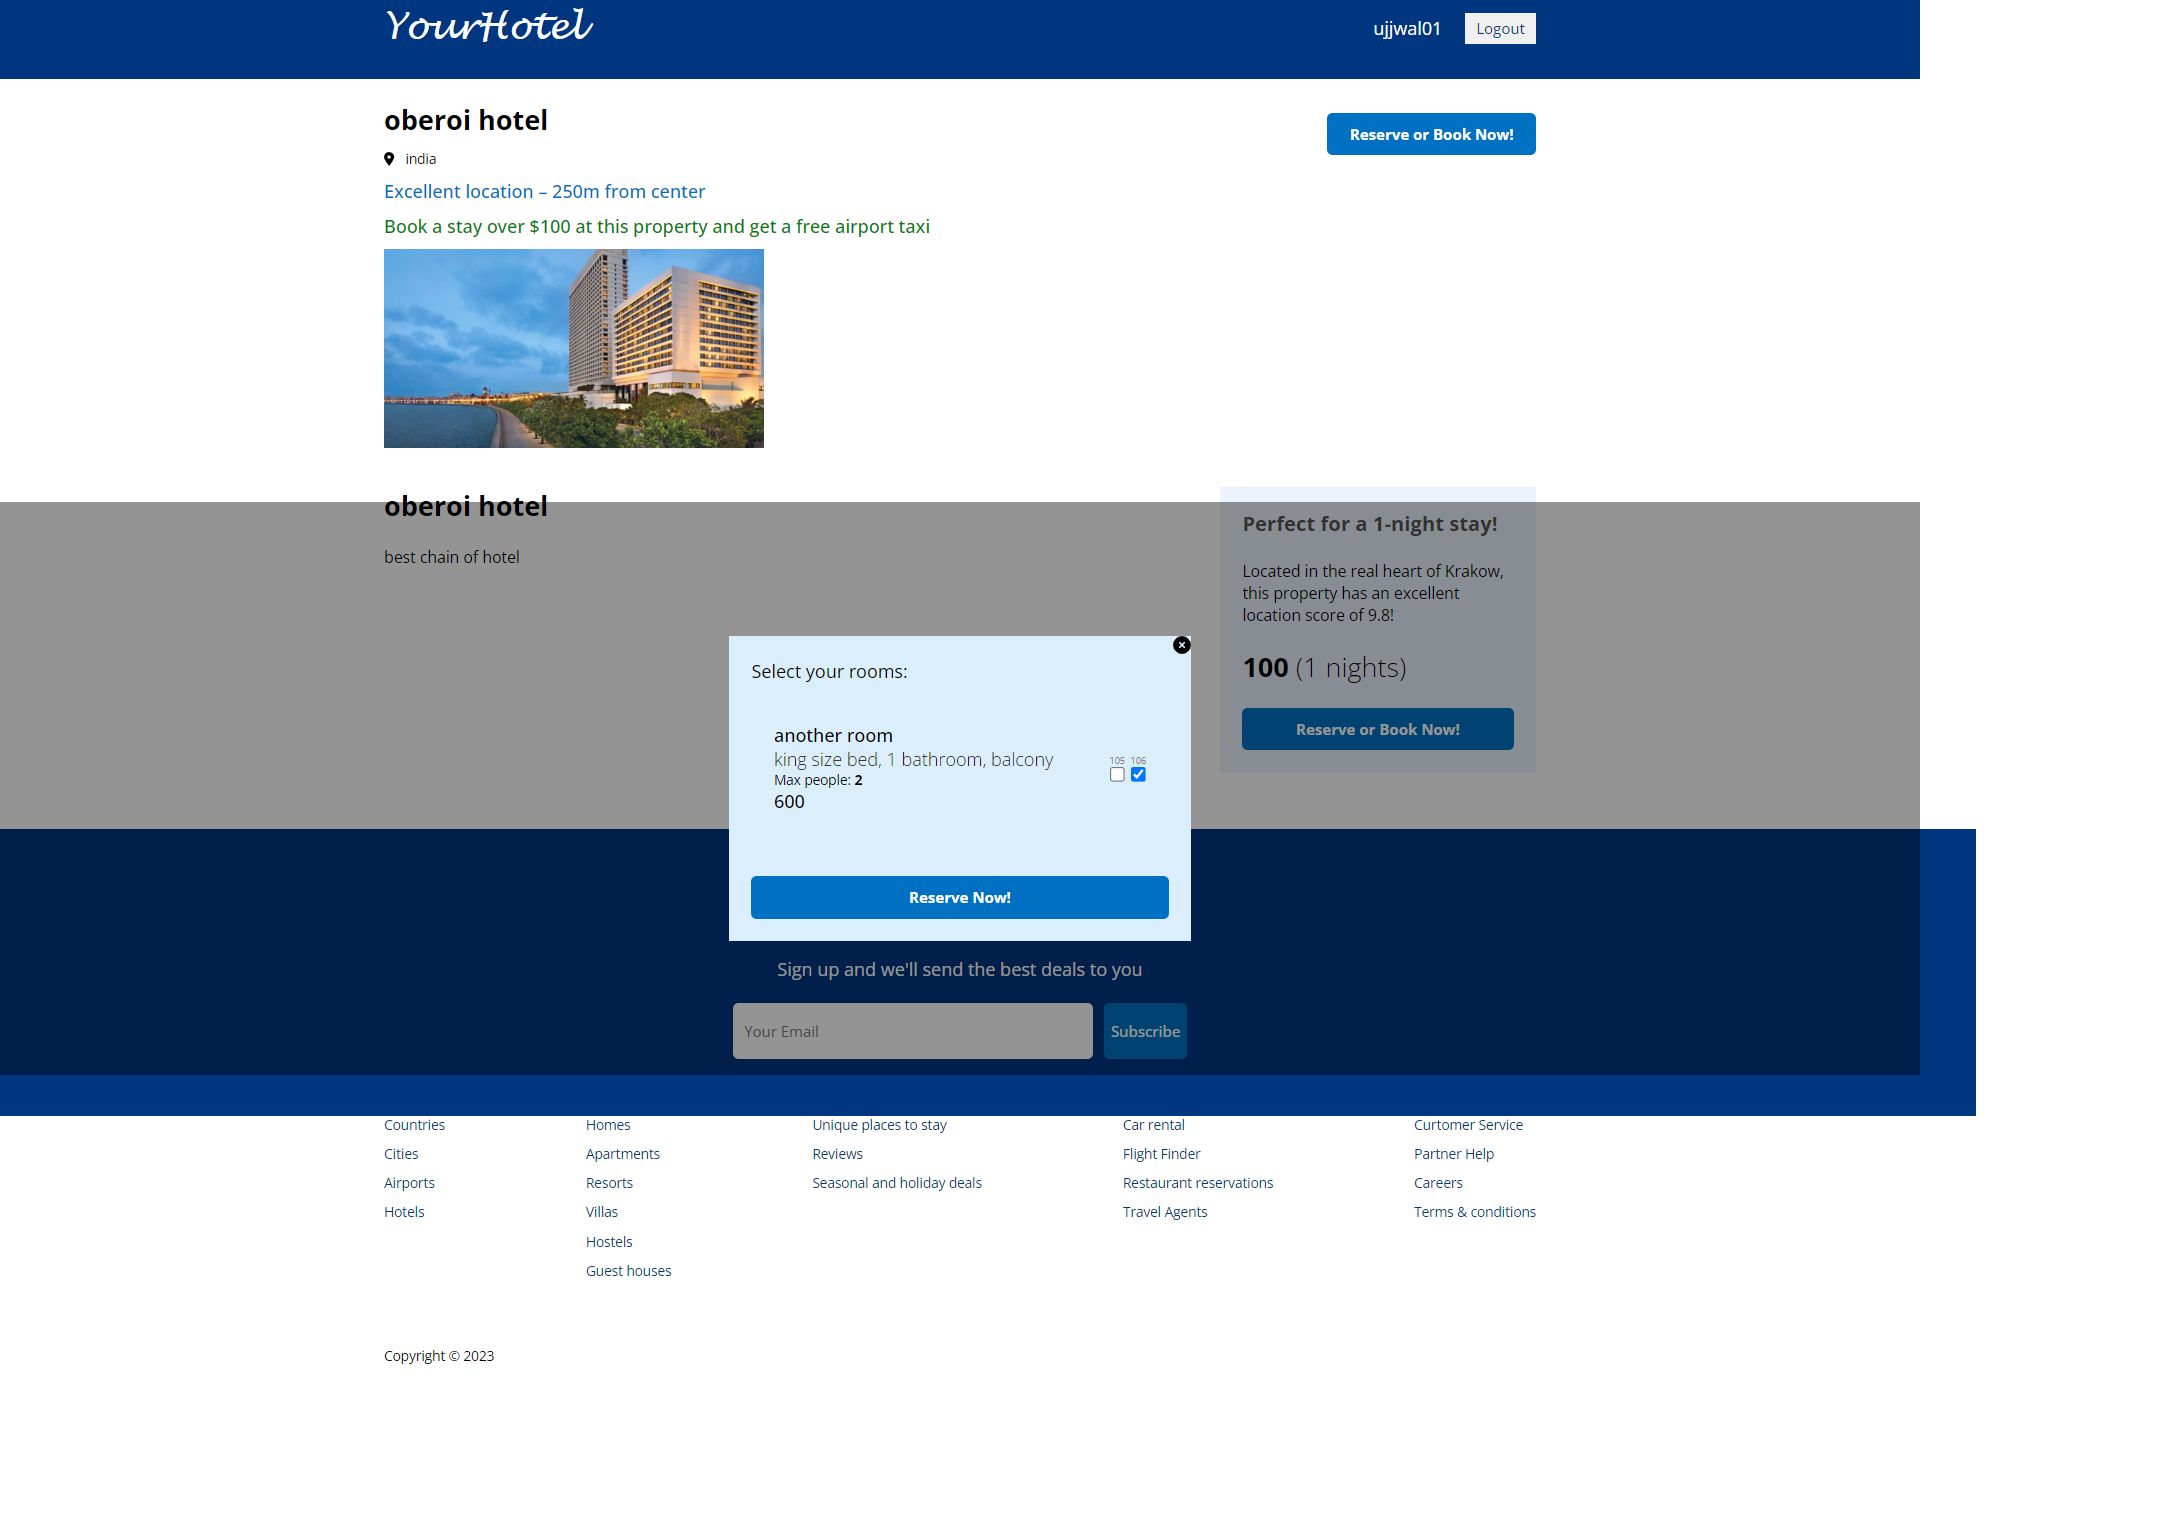 YourHotel
ujjwal01
Logout
oberoi hotel
Reserve or Book Now!
india
Excellent location – 250m from center
Book a stay over $100 at this property and get a free airport taxi
oberoi hotel
best chain of hotel
Perfect for a 1-night stay!
Located in the real heart of Krakow,
this property has an excellent
location score of 9.8!
100 (1 nights)
Reserve or Book Now!
Select your rooms:
another room
king size bed, 1 bathroom, balcony
Max people: 2
600
105 106
Reserve Now!
Sign up and we'll send the best deals to you
Your Email
Subscribe
Countries
Cities
Airports
Hotels
Homes
Apartments
Resorts
Villas
Hostels
Guest houses
Unique places to stay
Reviews
Seasonal and holiday deals
Car rental
Flight Finder
Restaurant reservations
Travel Agents
Curtomer Service
Partner Help
Careers
Terms & conditions
Copyright © 2023